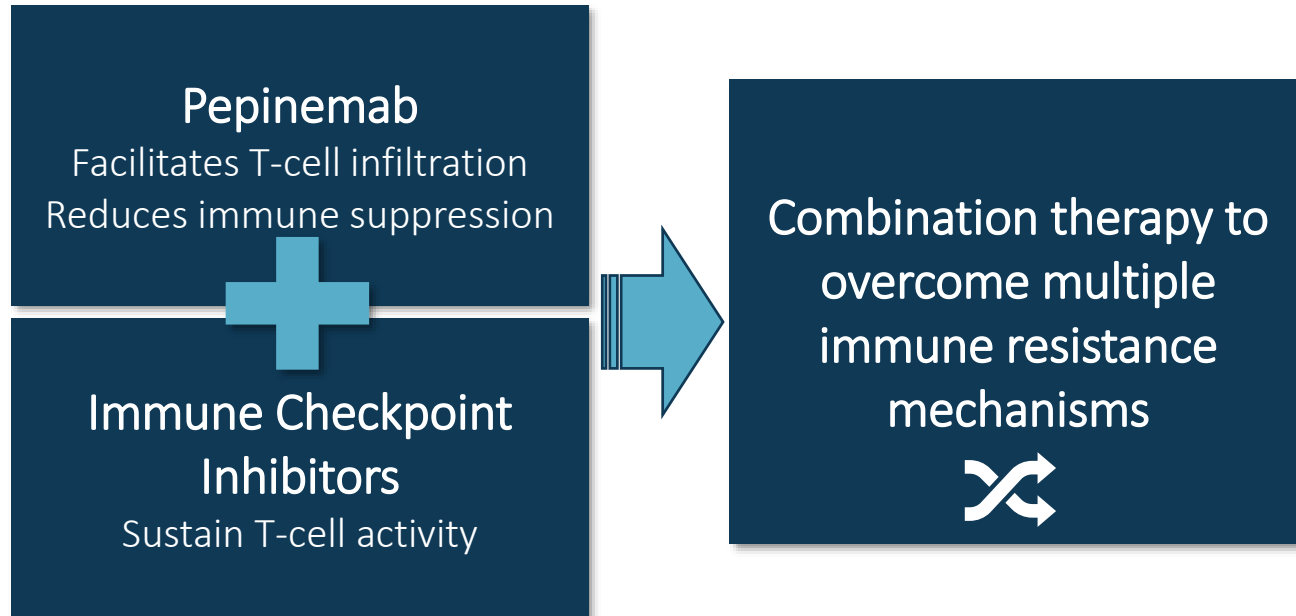 Pepinemab
Facilitates T-cell infiltration
Reduces immune suppression
Immune Checkpoint
Inhibitors
Sustain T-cell activity
Combination therapy to
overcome multiple
immune resistance
mechanisms